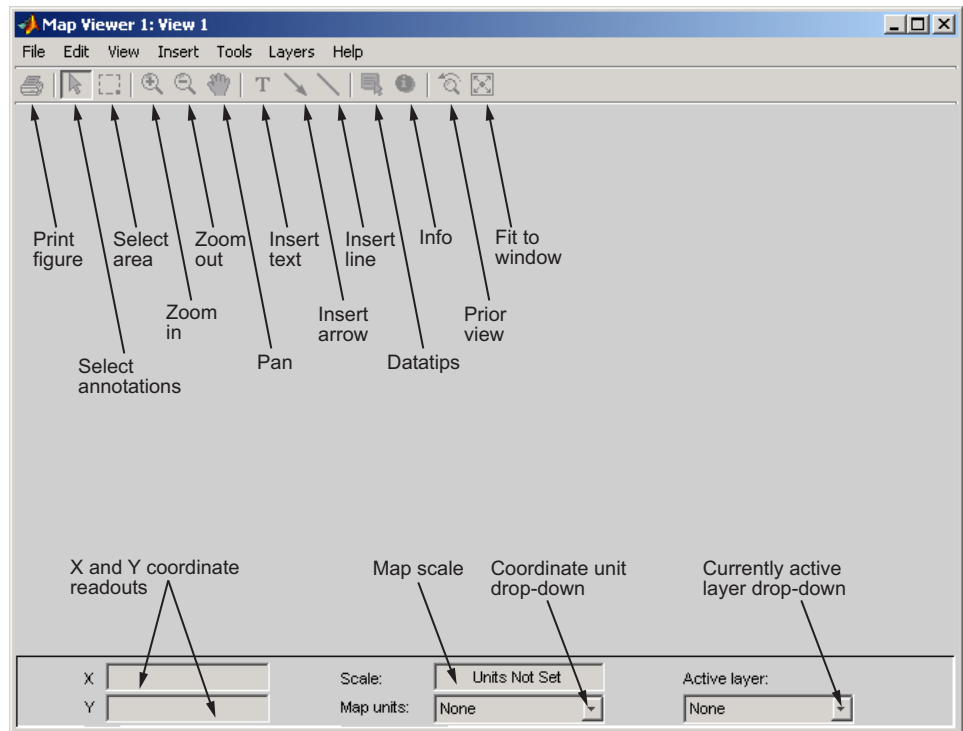 Map Viewer 1: View 1
File Edit View Insert Tools Layers Help
T
Print
figure
Select
area
Zoom
out
Insert
text
Insert
line
Info
Fit to
window
Zoom
in
Insert
arrow
Prior
view
Select
annotations
Pan
Datatips
X and Y coordinate
readouts
Map scale
Coordinate unit
drop-down
Currently active
layer drop-down
X
Scale:
Units Not Set
Active layer:
Y
Map units:
None
None